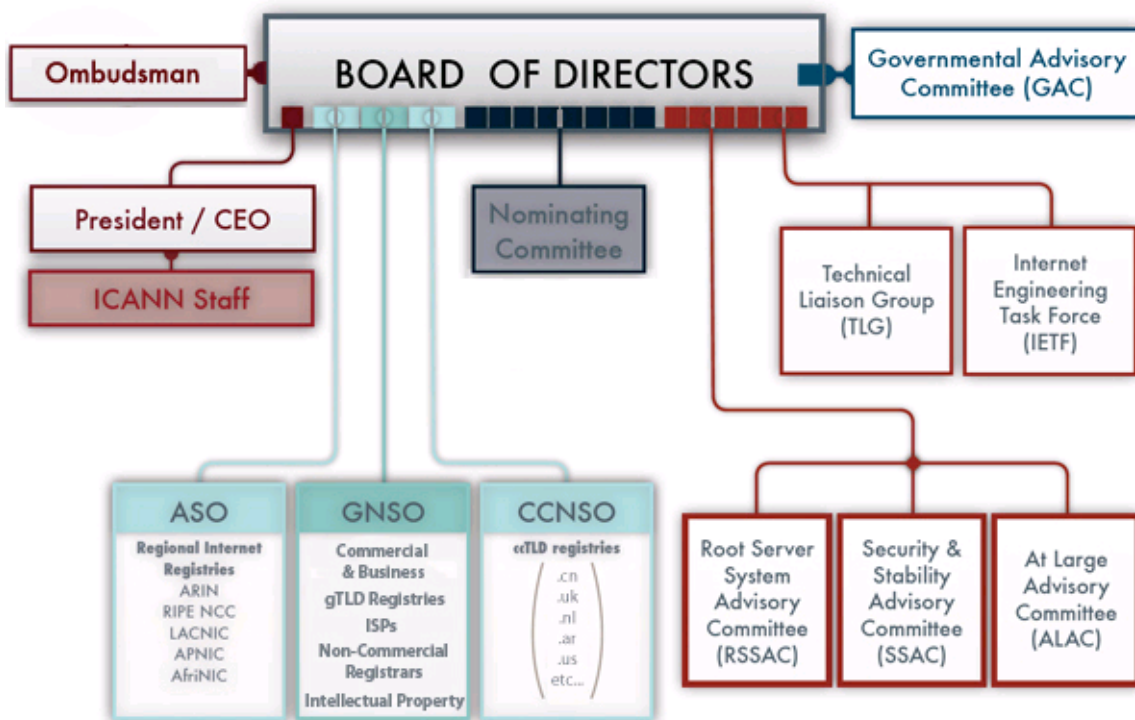 Ombudsman
BOARD OF DIRECTORS
Governmental Advisory
Committee (GAC)
President / CEO
ICANN Staff
Nominating
Committee
Technical
Liaison Group
(TLG)
Internet
Engineering
Task Force
(IETF)
ASO
Regional Internet
Registries
ARIN
RIPE NCC
LACNIC
APNIC
AfriNIC
GNSO
Commercial
& Business
gTLD Registries
ISPs
Non-Commercial
Registrars
Intellectual Property
CCNSO
ccTLD registries
.cn
.uk
.nl
.ar
.us
etc...
Root Server
System
Advisory
Committee
(RSSAC)
Security &
Stability
Advisory
Committee
(SSAC)
At Large
Advisory
Committee
(ALAC)